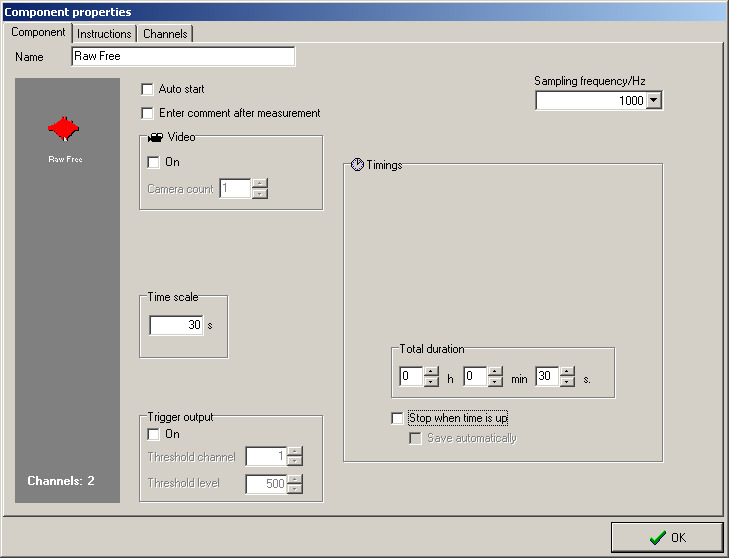 Component properties
Component Instructions Channels
Name Raw Free
Auto start
Sampling frequency/Hz
1000
Enter comment after measurement
Raw Free
Video
On
Camera count 1
Timings
Time scale
30 s
Total duration
0 h 0 min 30 s.
Stop when time is up
Save automatically
Trigger output
On
Threshold channel 1
Threshold level 500
Channels: 2
OK